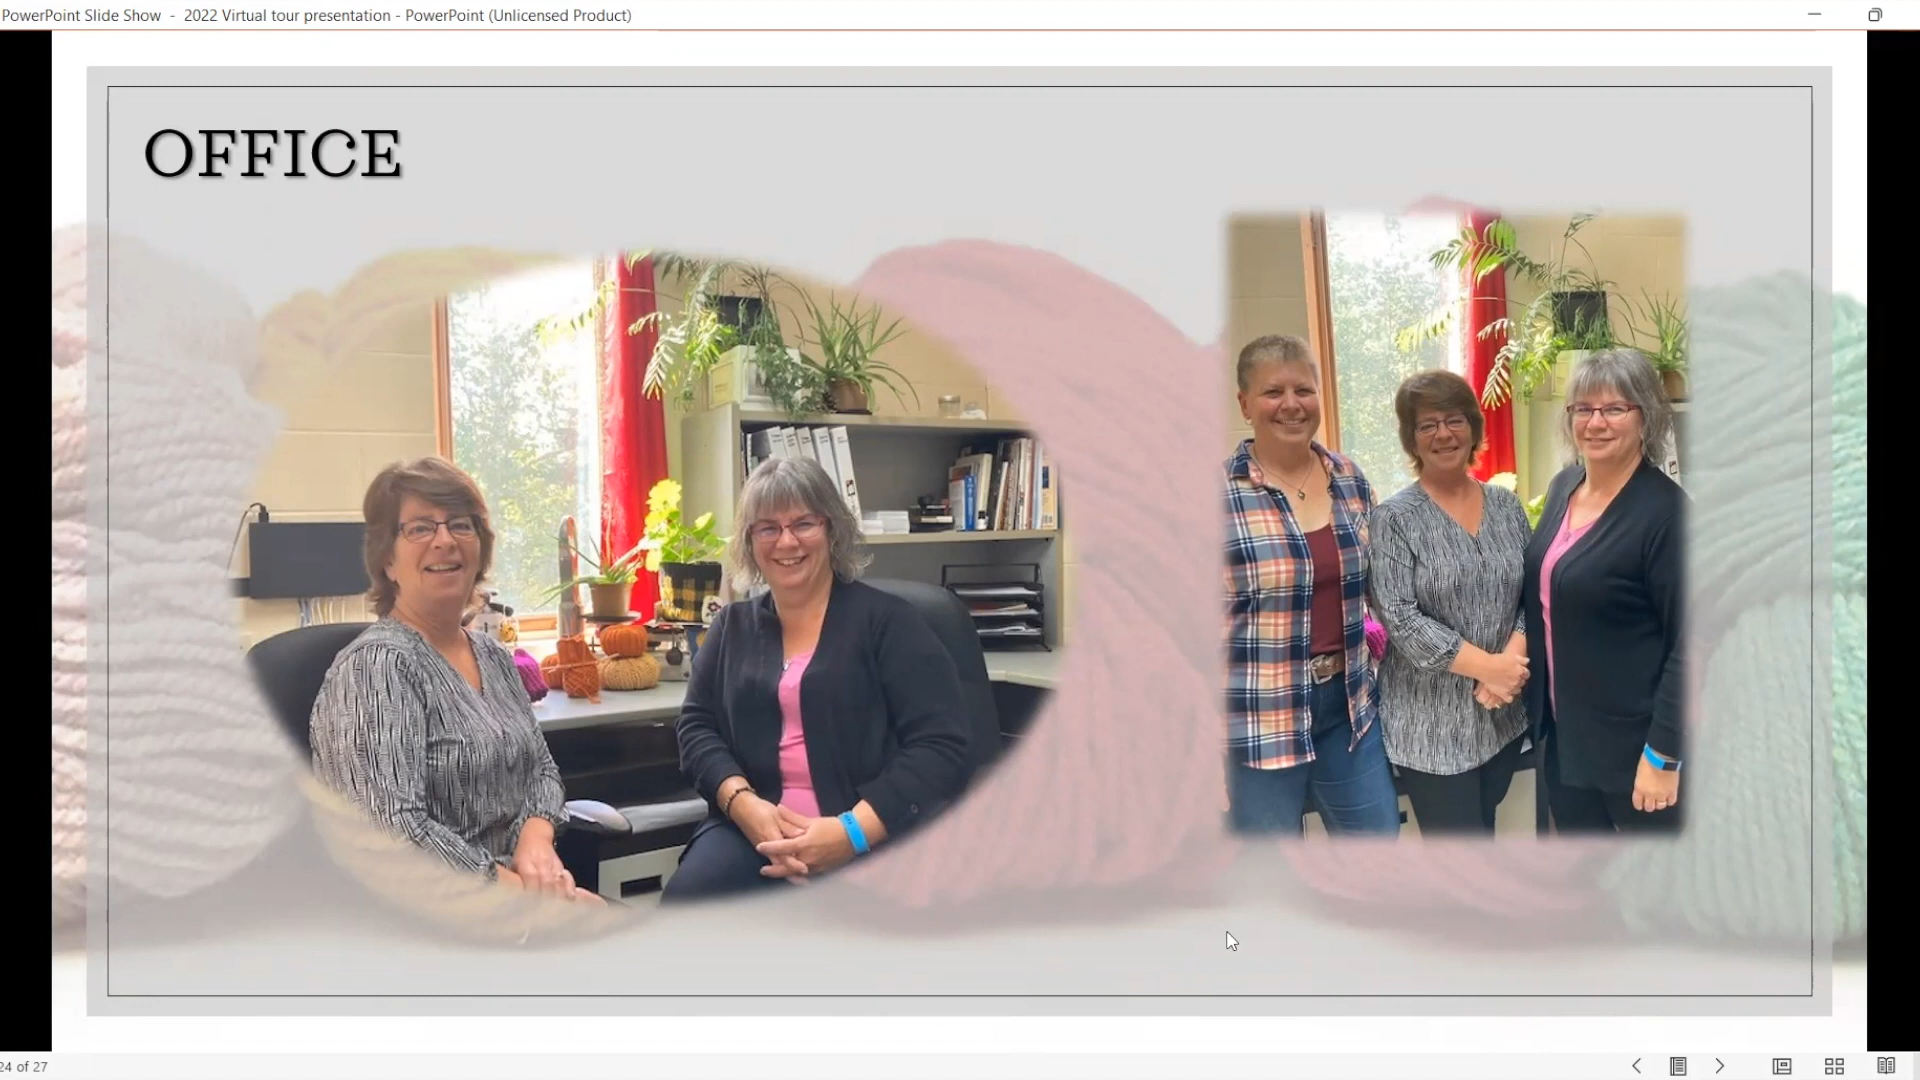 PowerPoint Slide Show - 2022 Virtual tour presentation - PowerPoint (Unlicensed Product)
OFFICE
24 of 27